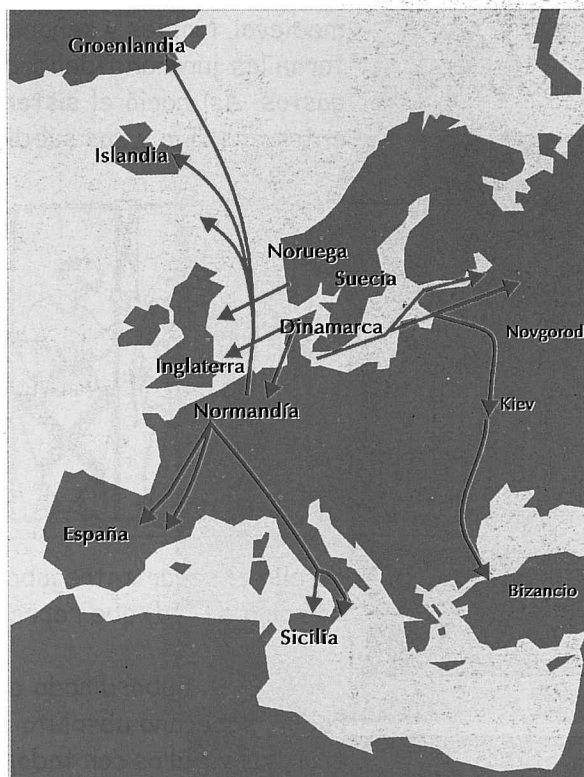 Groenlandia
Islandia
Noruega
Suecia
Dinamarca
Novgorod
Inglaterra
Normandía
Kiev
España
Bizancio
Sicilia